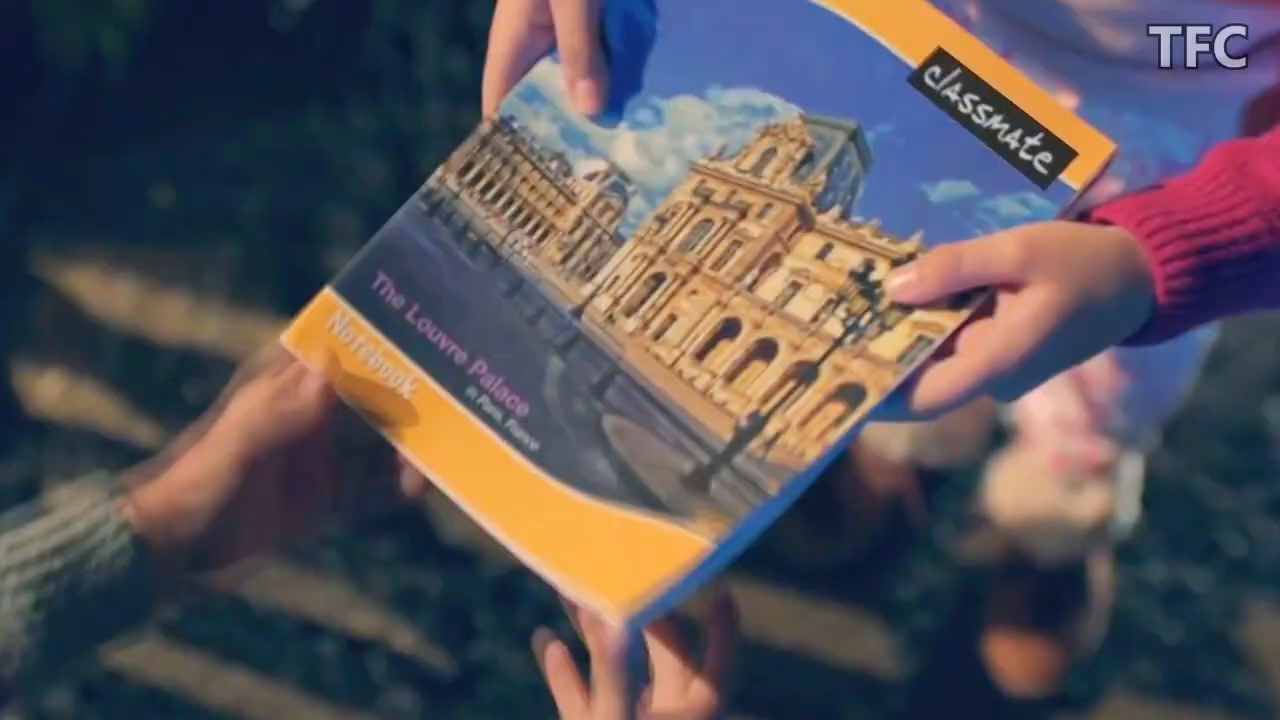 TFC
classmate
The Louvre Palace
in Paris, France
Notebook